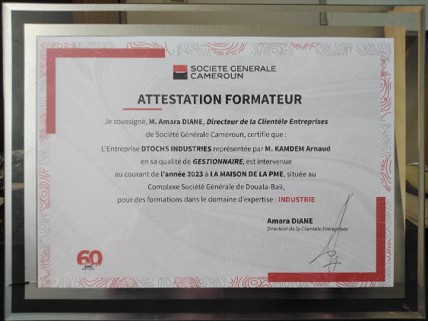 SOCIETE GENERALE
CAMEROUN
ATTESTATION FORMATEUR
Je soussigné, M. Amara DIANE, Directeur de la Clientèle Entreprises
de Société Générale Cameroun, certifie que :
L'Entreprise DTOCHS INDUSTRIES représentée par M. KAMDEM Arnaud
en sa qualité de GESTIONNAIRE, est intervenue
au courant de l'année 2023 à LA MAISON DE LA PME, située au
Complexe Société Générale de Douala-Bali,
pour des formations dans le domaine d'expertise : INDUSTRIE
Amara DIANE
Directeur de la Clientèle Entreprises
60